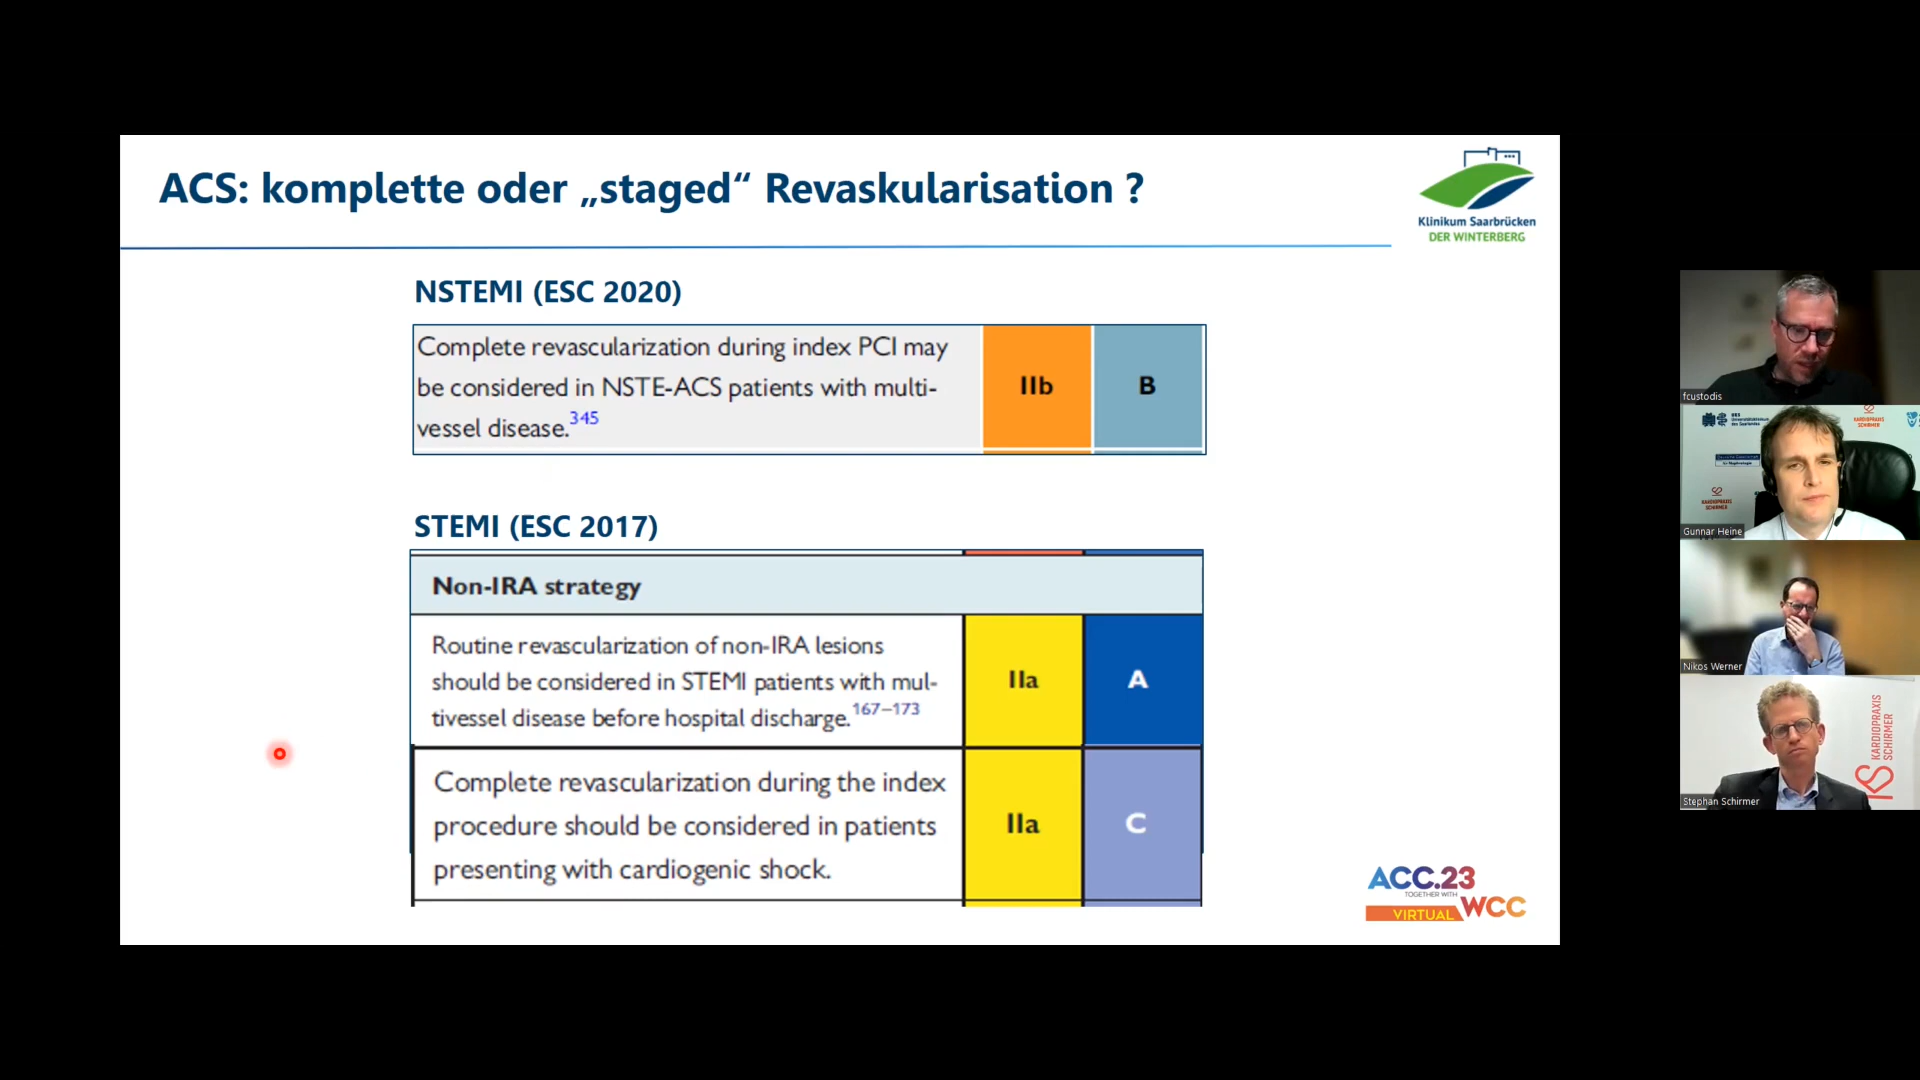 ACS: komplette oder „staged“ Revaskularisation ?
Klinikum Saarbrücken
DER WINTERBERG
NSTEMI (ESC 2020)
Complete revascularization during index PCI may
be considered in NSTE-ACS patients with multi-
vessel disease.345
IIb
B
STEMI (ESC 2017)
Non-IRA strategy
Routine revascularization of non-IRA lesions
should be considered in STEMI patients with mul-
tivessel disease before hospital discharge.167–173
IIa
A
Complete revascularization during the index
procedure should be considered in patients
presenting with cardiogenic shock.
IIa
C
ACC.23
TOGETHER WITH
WCC
VIRTUAL
fcustodis
KARDIOPRAXIS
SCHIRMER
Gunnar Heine
Nikos Werner
KARDIOPRAXIS
SCHIRMER
Stephan Schirmer